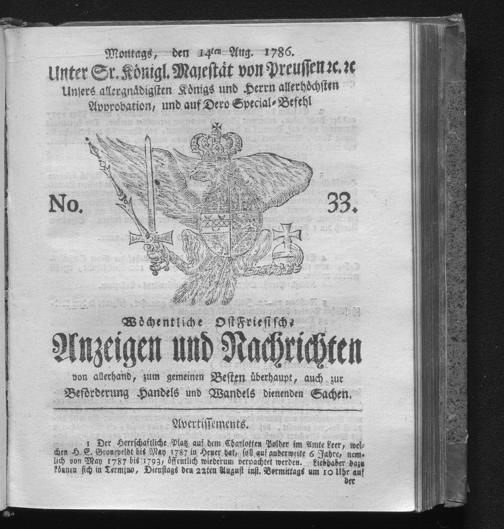 Montags, den 14ten Aug. 1786.
Unter Sr. Königl. Majestät von Preussen ꝛc. ꝛc
Unsers allergnädigsten Königs und Herrn allerhöchsten
Approbation, und auf Dero Special-Befehl
No. 33.
Wöchentliche OstFriesische
Anzeigen und Nachrichten
von allerhand, zum gemeinen Besten überhaupt, auch zur
Beförderung Handels und Wandels dienenden Sachen.
Avertissements.
1 Der Herrschaftliche Platz auf dem Charlotten Polder im Amte Leer, wel-
chen H. E. Groneveldt bis May 1787 in Heuer hat, soll auf anderweite 6 Jahre, nem-
lich von May 1787 bis 1793, öffentlich wiederum verpachtet werden. Liebhaber dazu
können sich in Termino, Dienstags den 22ten August inst. Vormittags um 10 Uhr auf
der